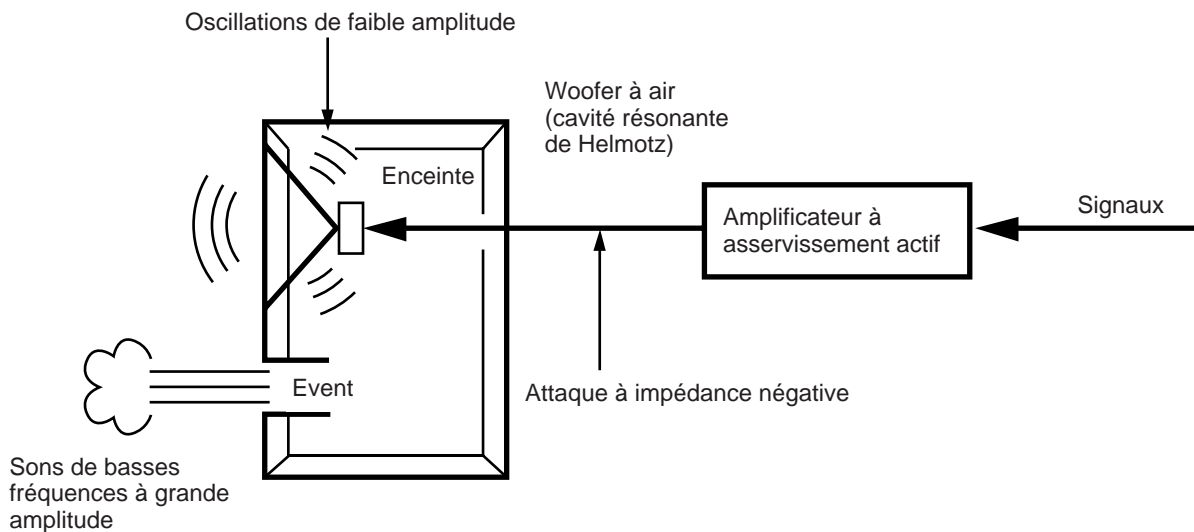 Oscillations de faible amplitude
Woofer à air
(cavité résonante
de Helmotz)
Enceinte
Amplificateur à
asservissement actif
Signaux
Event
Attaque à impédance négative
Sons de basses
fréquences à grande
amplitude